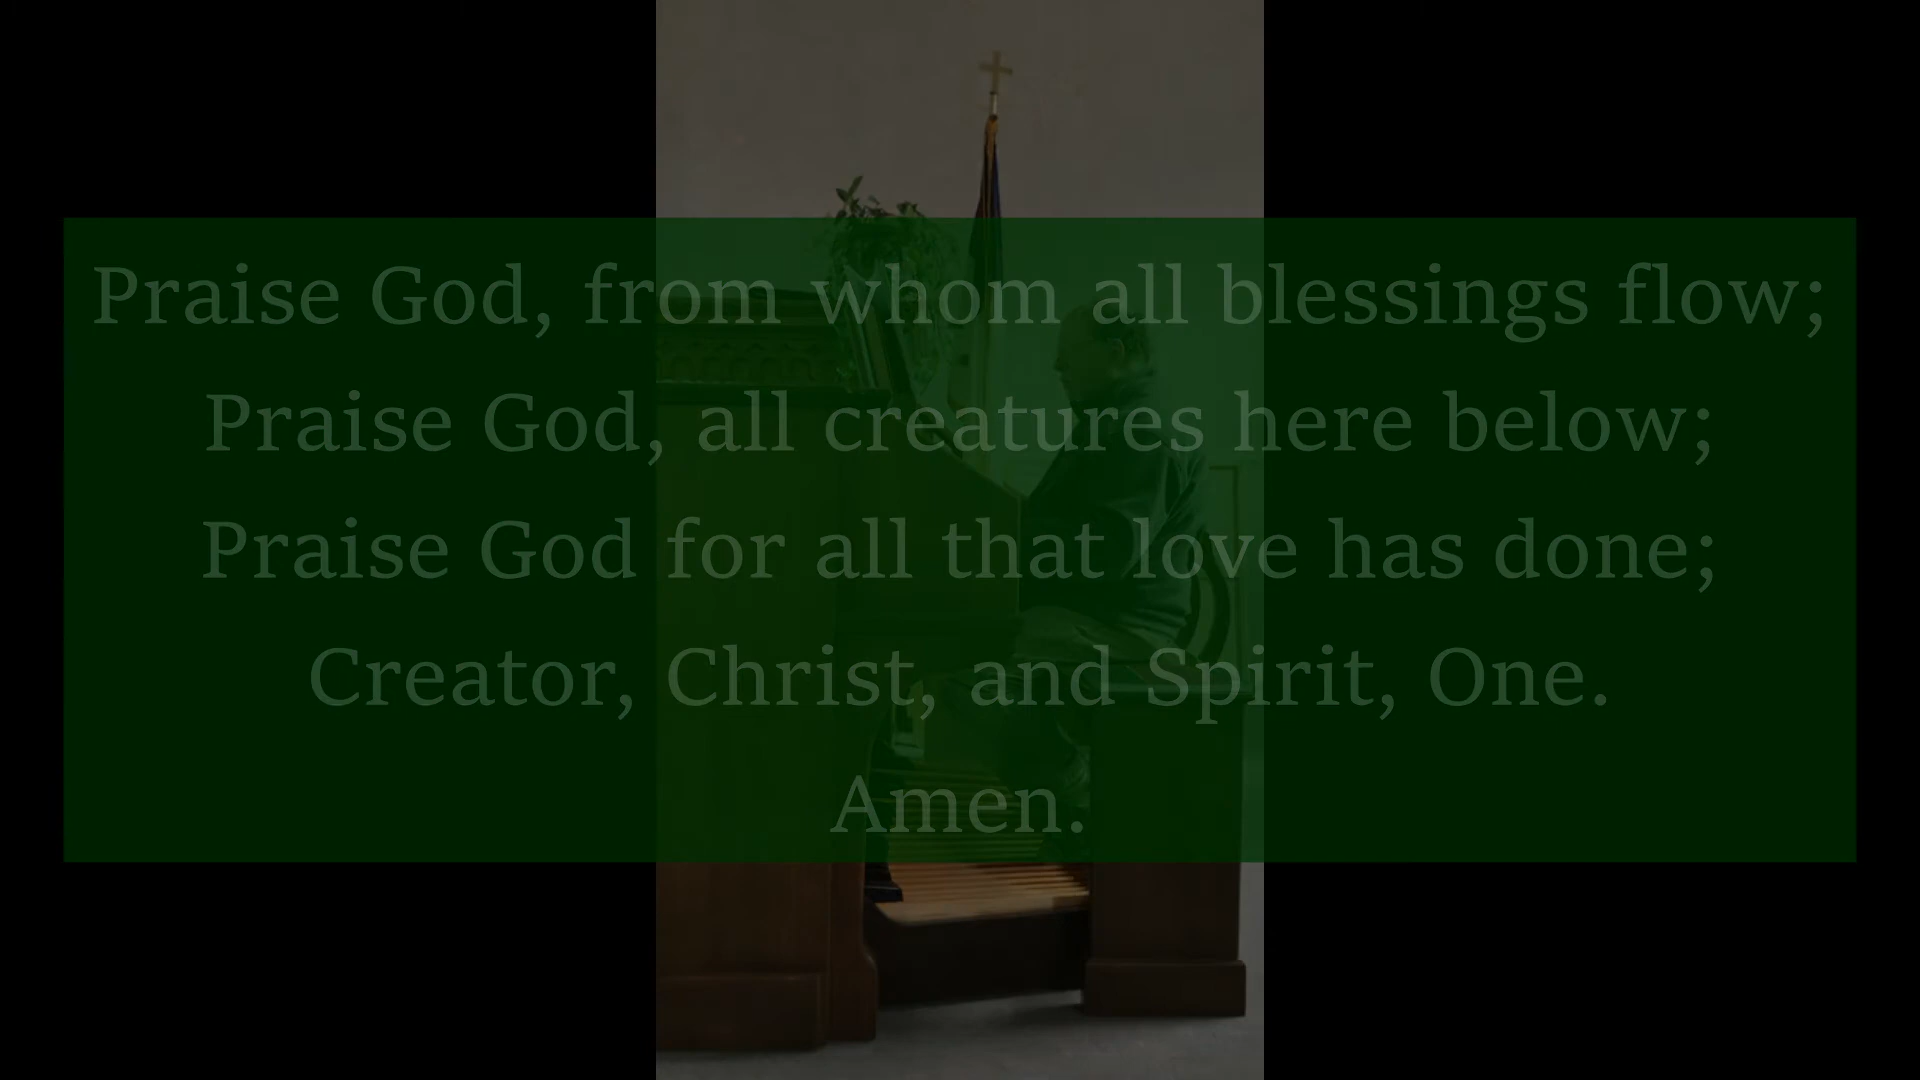 Praise God, from whom all blessings flow;
Praise God, all creatures here below;
Praise God for all that love has done;
Creator, Christ, and Spirit, One.
Amen.